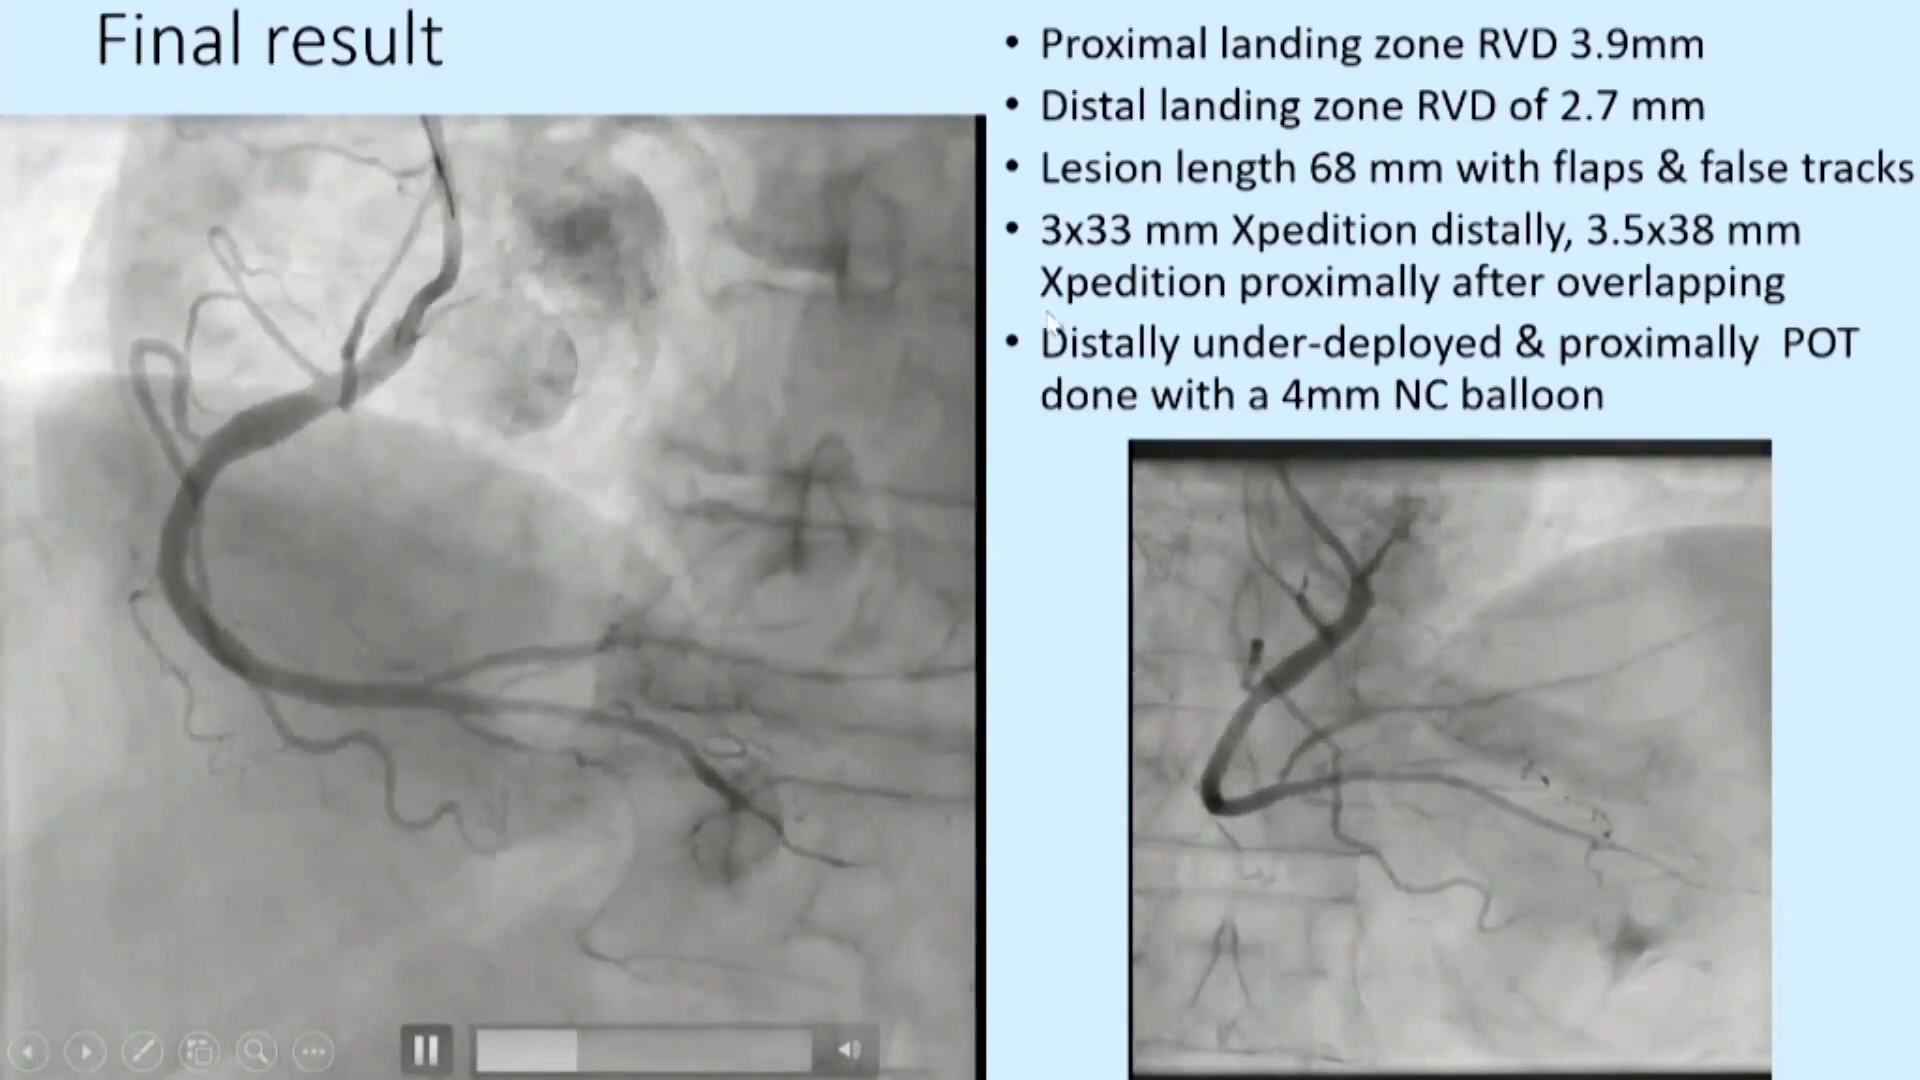 Final result
• Proximal landing zone RVD 3.9mm
• Distal landing zone RVD of 2.7 mm
• Lesion length 68 mm with flaps & false tracks
• 3x33 mm Xpedition distally, 3.5x38 mm
Xpedition proximally after overlapping
• Distally under-deployed & proximally POT
done with a 4mm NC balloon